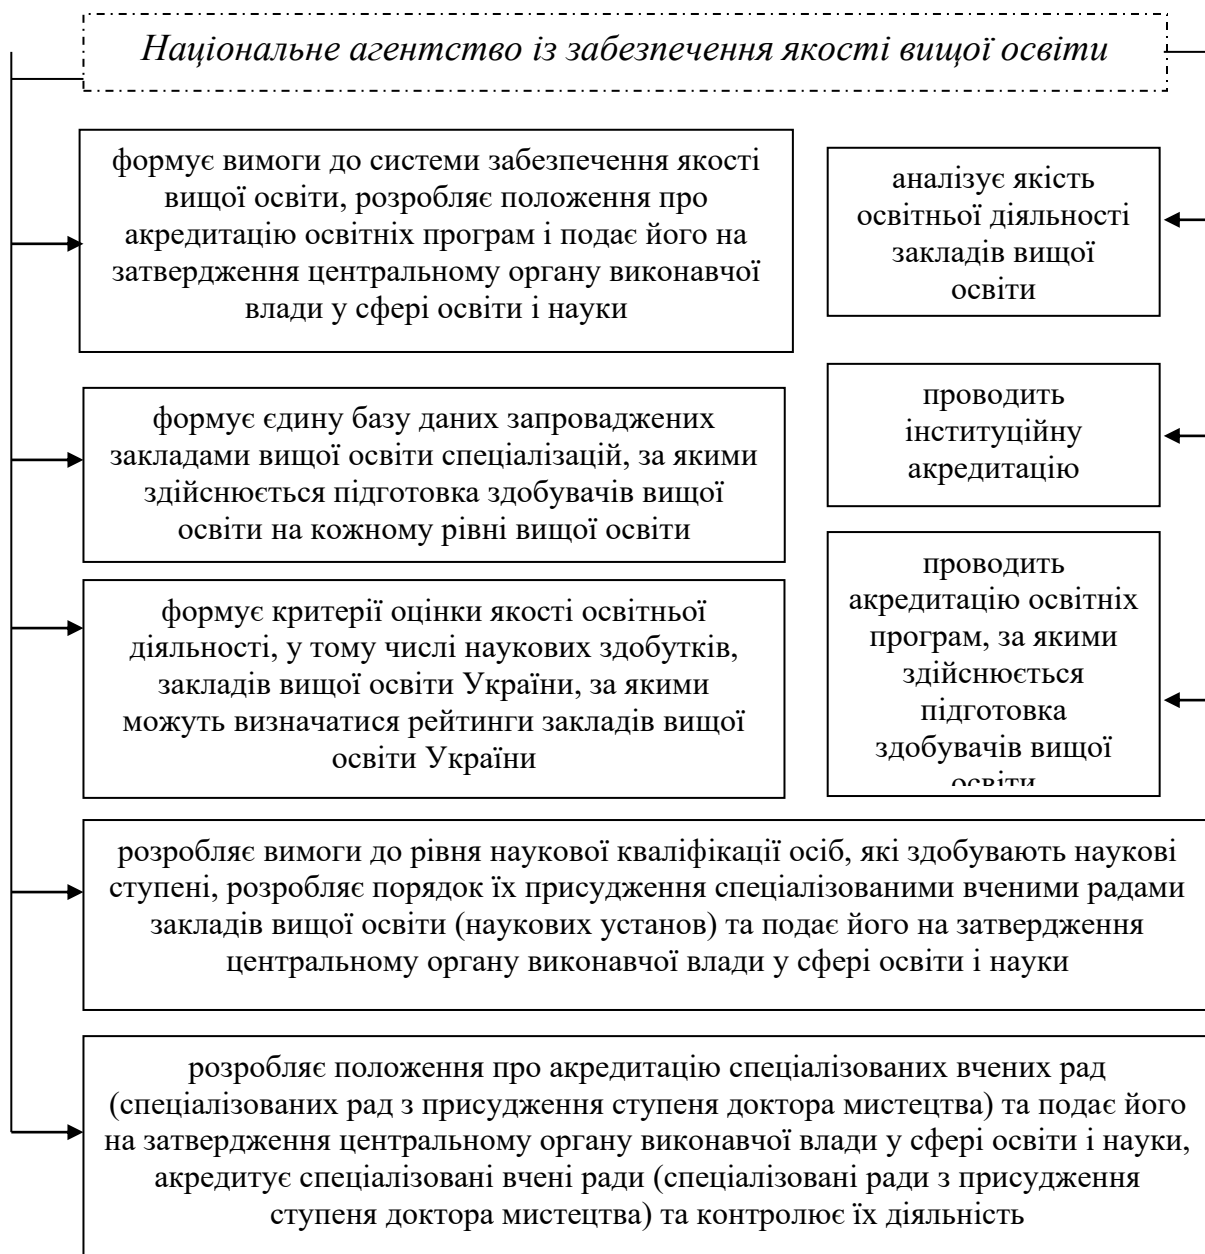 Національне агентство із забезпечення якості вищої освіти
формує вимоги до системи забезпечення якості
вищої освіти, розробляє положення про
акредитацію освітніх програм і подає його на
затвердження центральному органу виконавчої
влади у сфері освіти і науки
аналізує якість
освітньої діяльності
закладів вищої
освіти
формує єдину базу даних запроваджених
закладами вищої освіти спеціалізацій, за якими
здійснюється підготовка здобувачів вищої
освіти на кожному рівні вищої освіти
проводить
інституційну
акредитацію
формує критерії оцінки якості освітньої
діяльності, у тому числі наукових здобутків,
закладів вищої освіти України, за якими
можуть визначатися рейтинги закладів вищої
освіти України
проводить
акредитацію освітніх
програм, за якими
здійснюється
підготовка
здобувачів вищої
освіти
розробляє вимоги до рівня наукової кваліфікації осіб, які здобувають наукові
ступені, розробляє порядок їх присудження спеціалізованими вченими радами
закладів вищої освіти (наукових установ) та подає його на затвердження
центральному органу виконавчої влади у сфері освіти і науки
розробляє положення про акредитацію спеціалізованих вчених рад
(спеціалізованих рад з присудження ступеня доктора мистецтва) та подає його
на затвердження центральному органу виконавчої влади у сфері освіти і науки,
акредитує спеціалізовані вчені ради (спеціалізовані ради з присудження
ступеня доктора мистецтва) та контролює їх діяльність